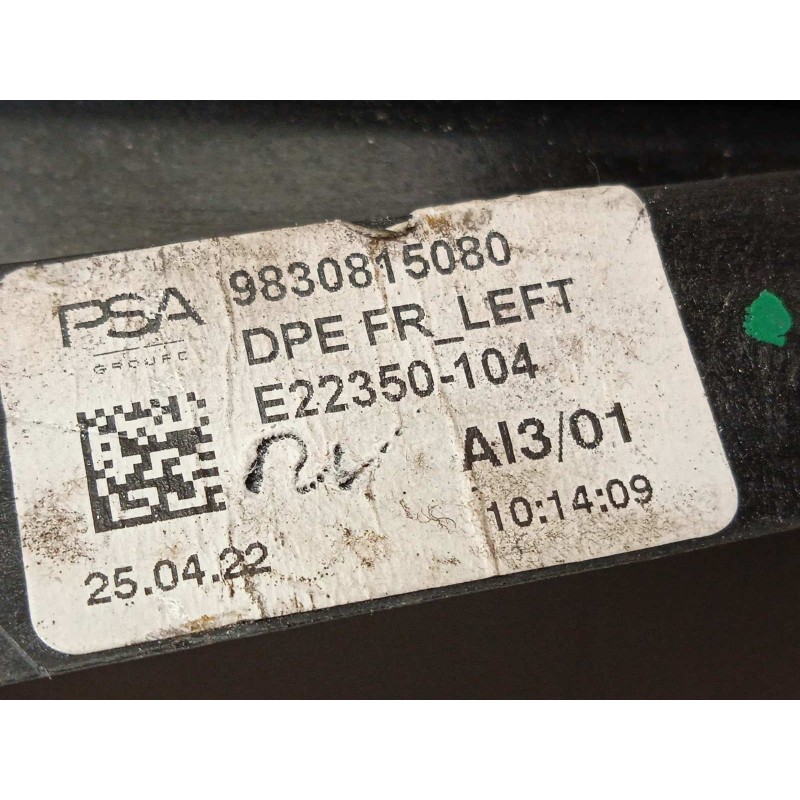 PSA
GROUPE
9830815080
DPE FR_LEFT
E22350-104
AI3/01
25.04.22
10:14:09